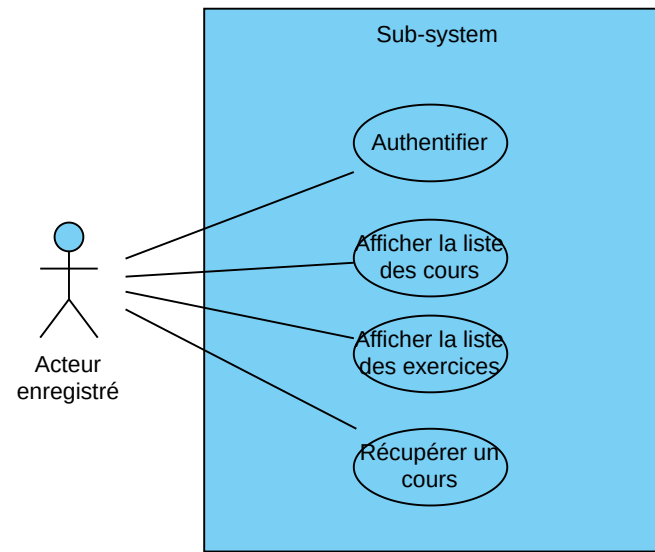 Sub-system
Authentifier
Afficher la liste
des cours
Afficher la liste
des exercices
Récupérer un
cours
Acteur
enregistré